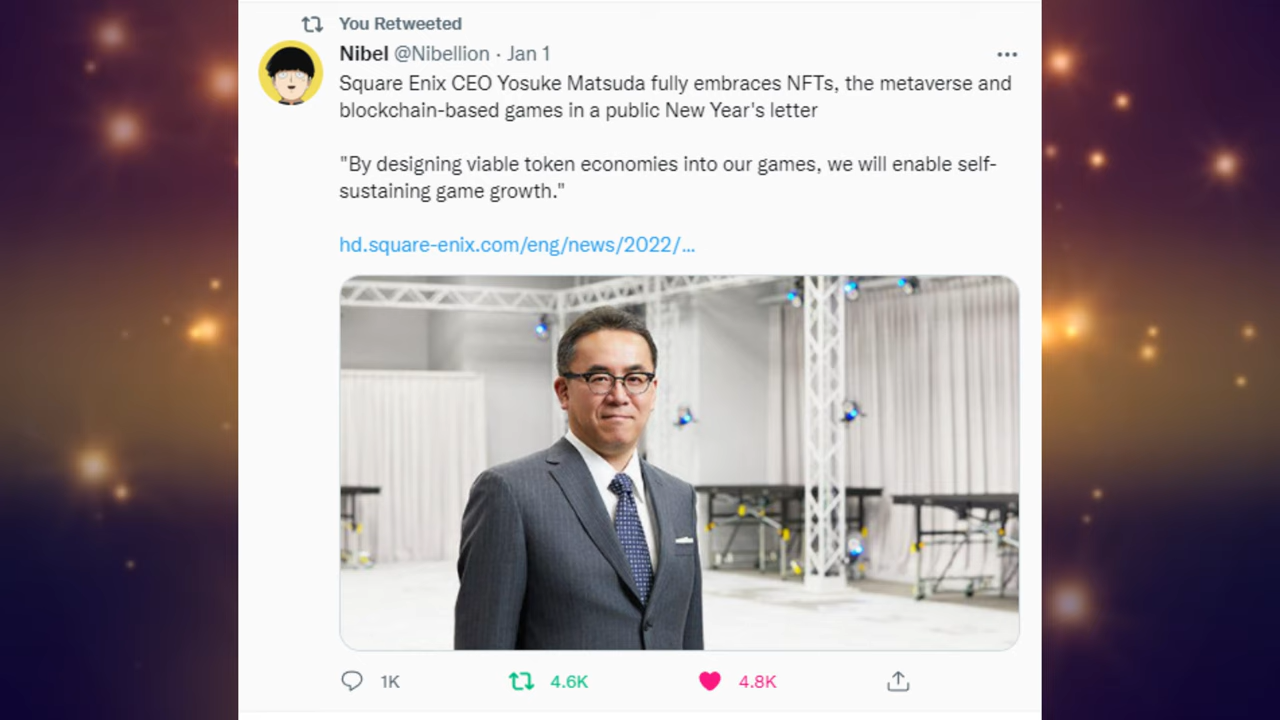 You Retweeted
Nibel @Nibellion · Jan 1
Square Enix CEO Yosuke Matsuda fully embraces NFTs, the metaverse and
blockchain-based games in a public New Year's letter
"By designing viable token economies into our games, we will enable self-
sustaining game growth."
hd.square-enix.com/eng/news/2022/...
1K 4.6K 4.8K